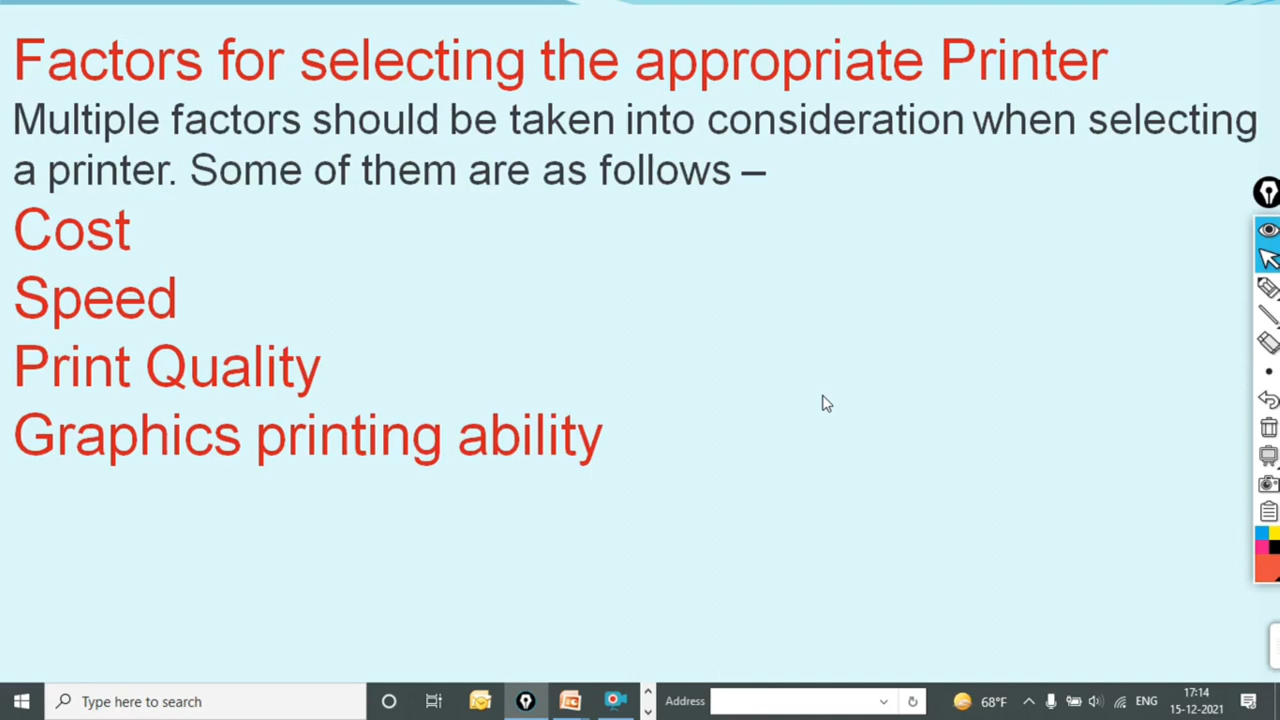 Factors for selecting the appropriate Printer
Multiple factors should be taken into consideration when selecting
a printer. Some of them are as follows –
Cost
Speed
Print Quality
Graphics printing ability
Type here to search
Address
68°F
ENG
17:14
15-12-2021